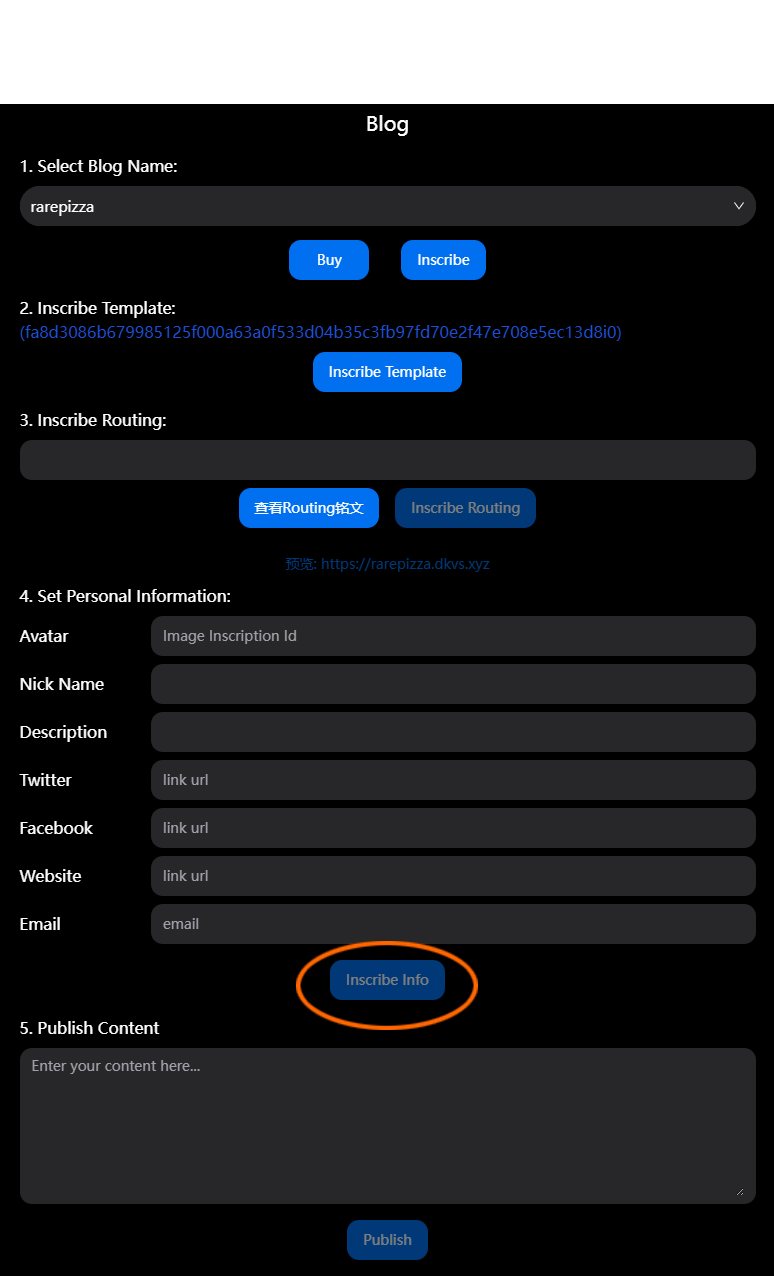 Blog
1. Select Blog Name:
rarepizza
Buy Inscribe
2. Inscribe Template:
(fa8d3086b679985125f000a63a0f533d04b35c3fb97fd70e2f47e708e5ec13d8i0)
Inscribe Template
3. Inscribe Routing:
查看Routing铭文 Inscribe Routing
预览: https://rarepizza.dkvs.xyz
4. Set Personal Information:
Avatar Image Inscription Id
Nick Name
Description
Twitter link url
Facebook link url
Website link url
Email email
Inscribe Info
5. Publish Content
Enter your content here...
Publish